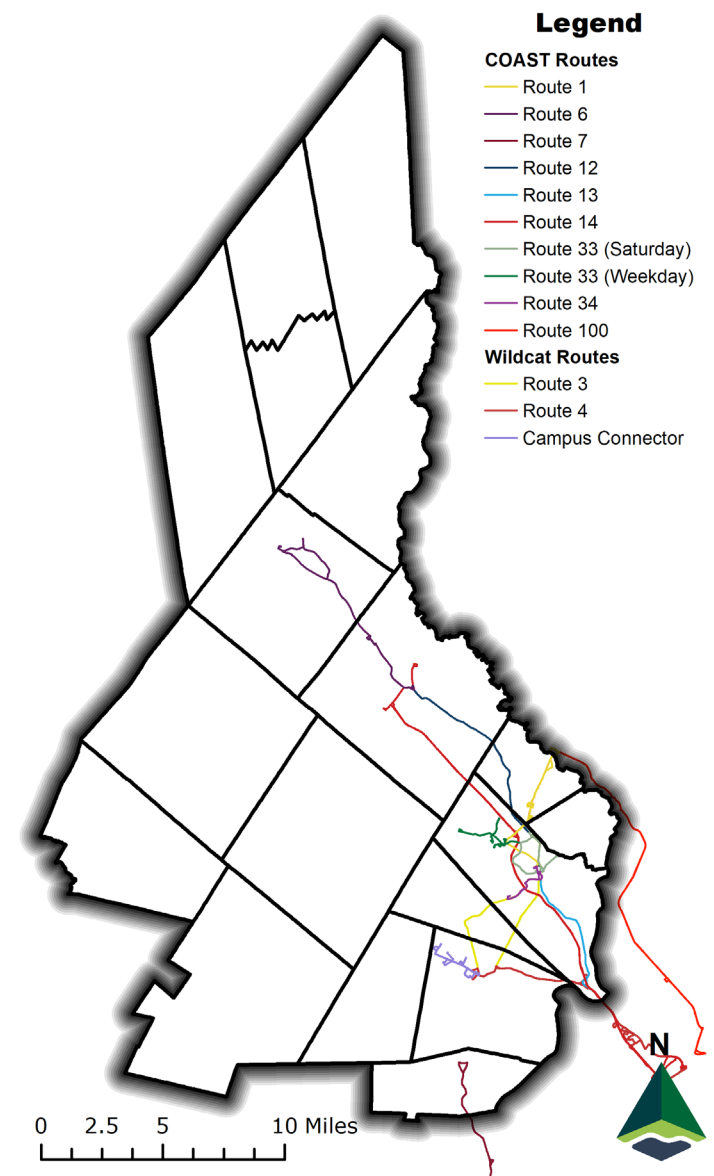 Legend
COAST Routes
Route 1
Route 6
Route 7
Route 12
Route 13
Route 14
Route 33 (Saturday)
Route 33 (Weekday)
Route 34
Route 100
Wildcat Routes
Route 3
Route 4
Campus Connector
N
0 2.5 5 10 Miles